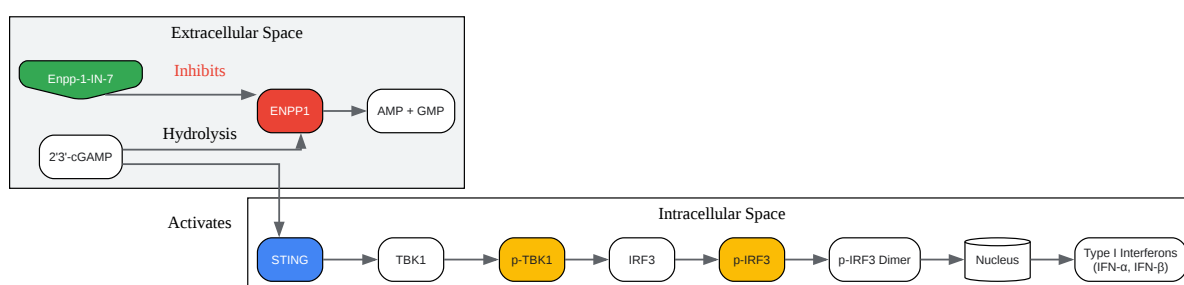 Extracellular Space
Enpp-1-IN-7
Inhibits
ENPP1
AMP + GMP
Hydrolysis
2'3'-cGAMP
Activates
Intracellular Space
STING
TBK1
p-TBK1
IRF3
p-IRF3
p-IRF3 Dimer
Nucleus
Type I Interferons
(IFN-α, IFN-β)